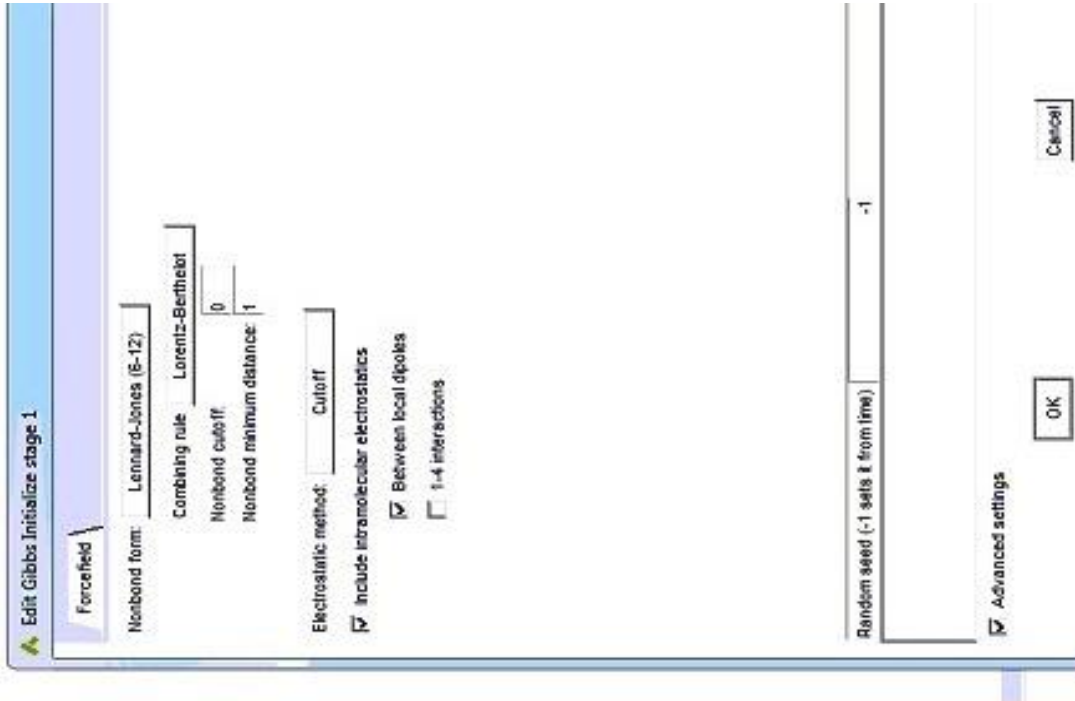 Edit Gibbs Initialize stage 1
Forcefield
Nonbond form: Lennard-Jones (6-12)
Combining rule Lorentz-Berthelot
Nonbond cutoff: 0
Nonbond minimum distance: 1
Electrostatic method: Cutoff
Include intramolecular electrostatics
Between local dipoles
1-4 interactions
Random seed (-1 sets it from time) -1
Advanced settings
OK Cancel